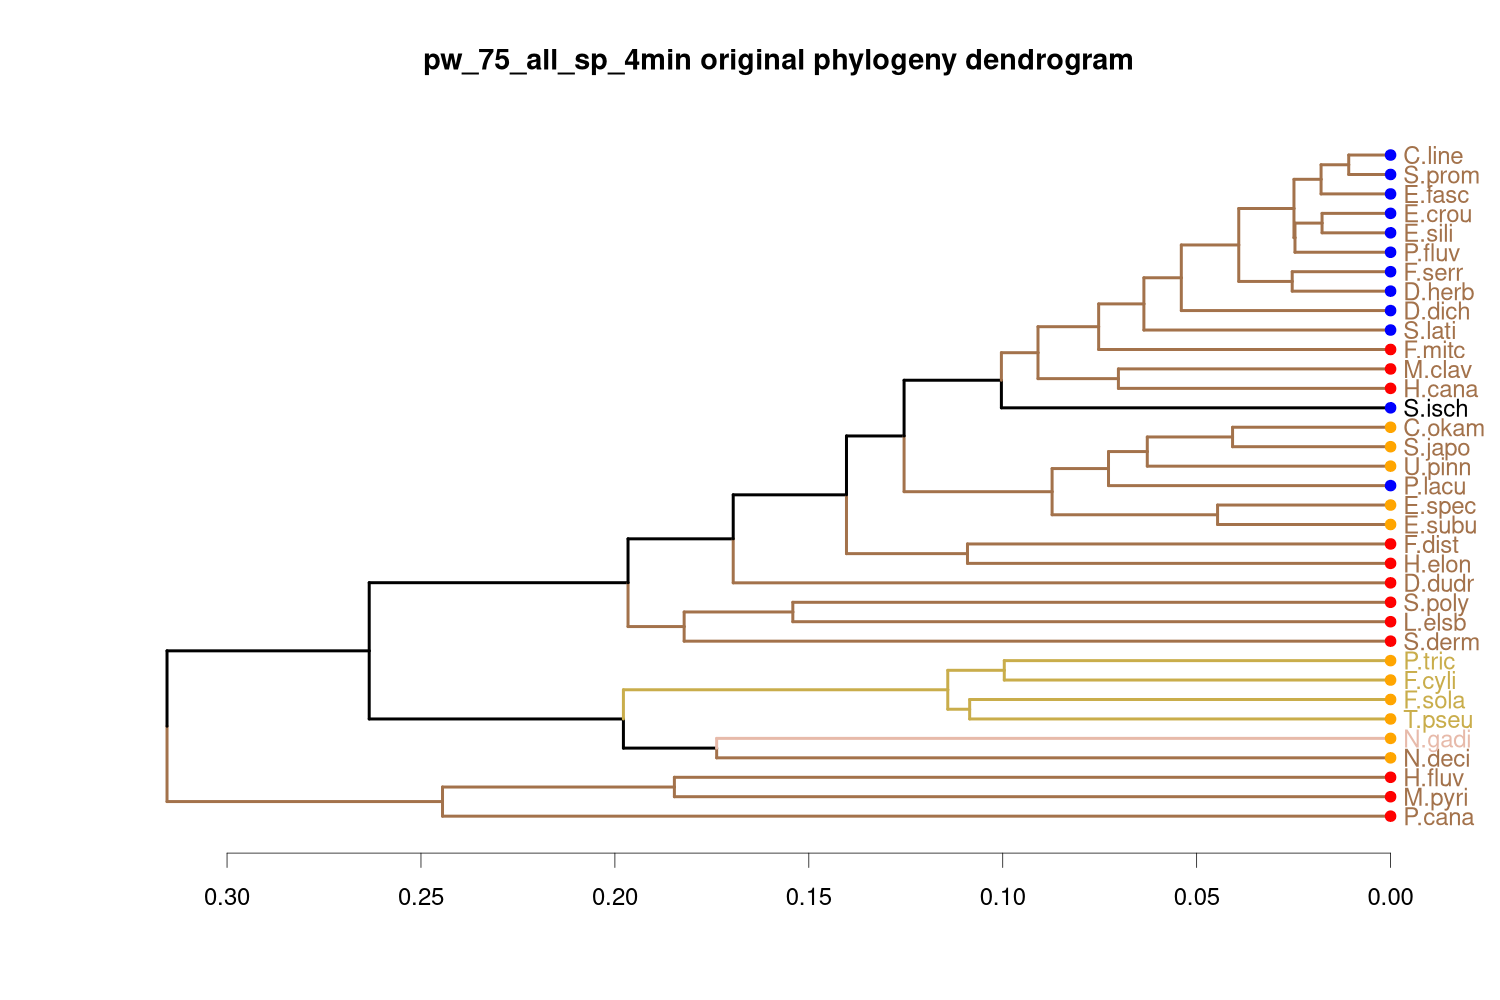 pw_75_all_sp_4min original phylogeny dendrogram
C.line
S.prom
E.fasc
E.crou
E.sili
P.fluv
F.serr
D.herb
D.dich
S.lati
F.mitc
M.clav
H.cana
S.isch
C.okam
S.japo
U.pinn
P.lacu
E.spec
E.subu
F.dist
H.elon
D.dudr
S.poly
L.elsb
S.derm
P.tric
F.cyli
F.sola
T.pseu
N.gadi
N.deci
H.fluv
M.pyri
P.cana
0.30 0.25 0.20 0.15 0.10 0.05 0.00